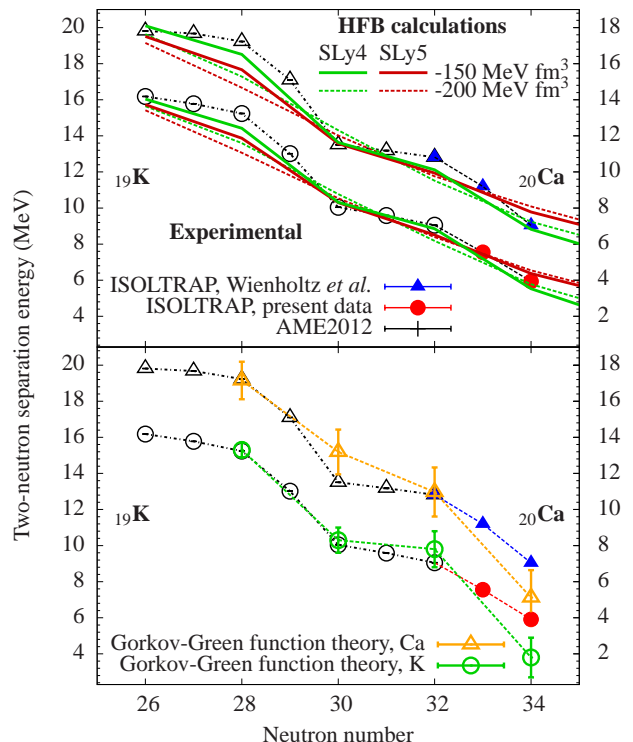 HFB calculations
SLy4 SLy5
-150 MeV fm3
-200 MeV fm3
20 18
18 16
16 14
14 12
12 10
10 8
8 6
6 4
4 2
19K
20Ca
Experimental
ISOLTRAP, Wienholtz et al.
ISOLTRAP, present data
AME2012
Two-neutron separation energy (MeV)
20 18
18 16
16 14
14 12
12 10
10 8
8 6
6 4
4 2
19K
20Ca
Gorkov-Green function theory, Ca
Gorkov-Green function theory, K
26 28 30 32 34
Neutron number